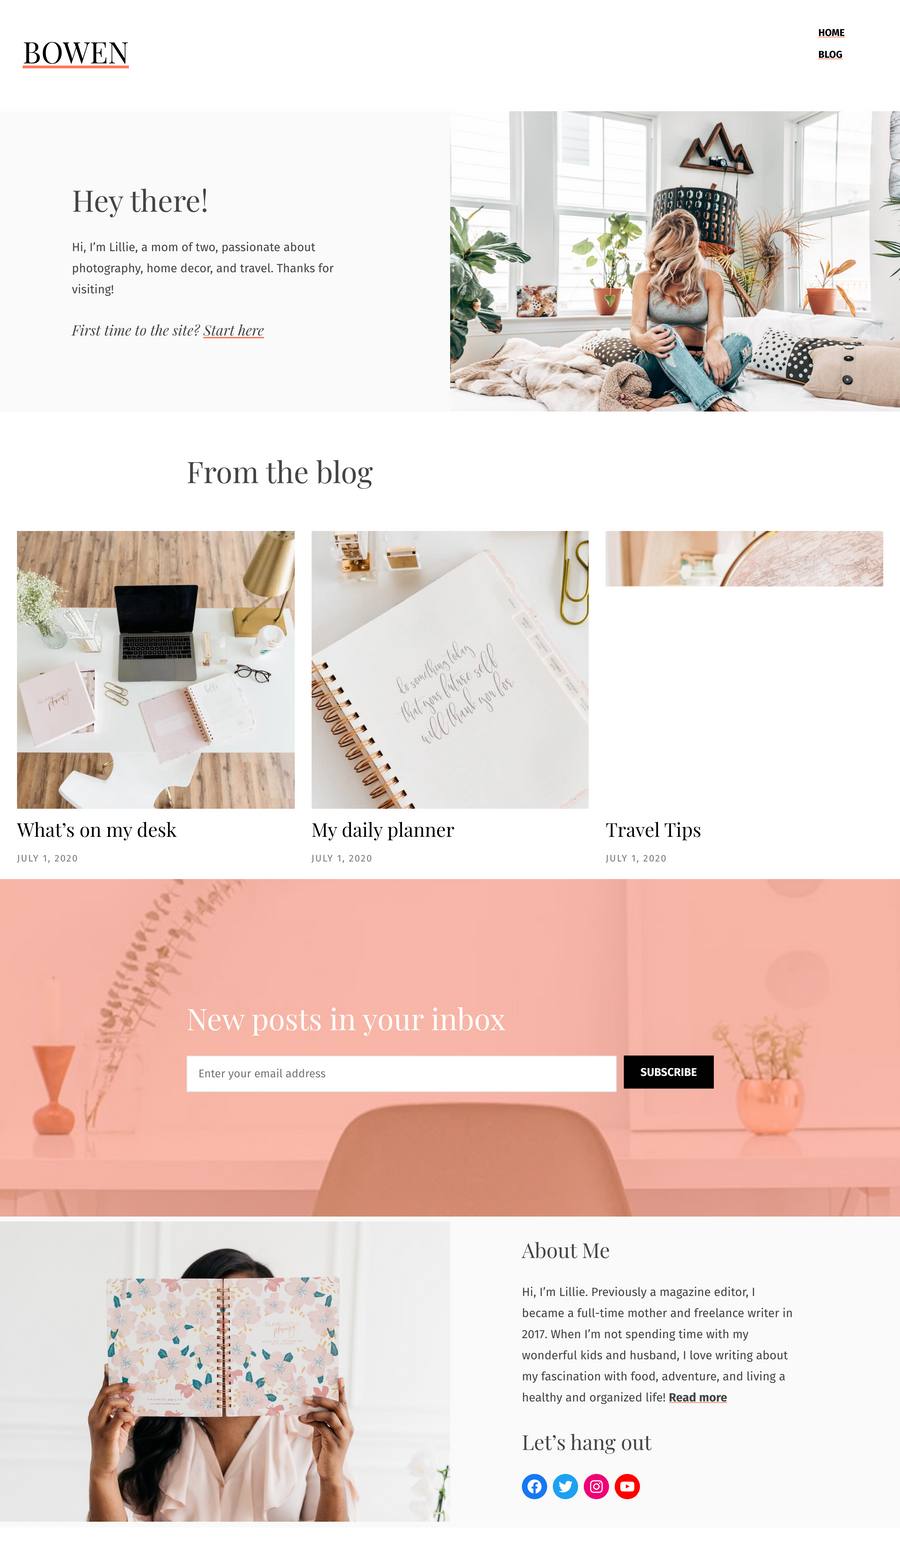 BOWEN
HOME
BLOG
Hey there!
Hi, I’m Lillie, a mom of two, passionate about
photography, home decor, and travel. Thanks for
visiting!
First time to the site? Start here
From the blog
do something today
that your future self
will thank you for
What’s on my desk
JULY 1, 2020
My daily planner
JULY 1, 2020
Travel Tips
JULY 1, 2020
New posts in your inbox
Enter your email address
SUBSCRIBE
About Me
Hi, I’m Lillie. Previously a magazine editor, I
became a full-time mother and freelance writer in
2017. When I’m not spending time with my
wonderful kids and husband, I love writing about
my fascination with food, adventure, and living a
healthy and organized life! Read more
Let’s hang out